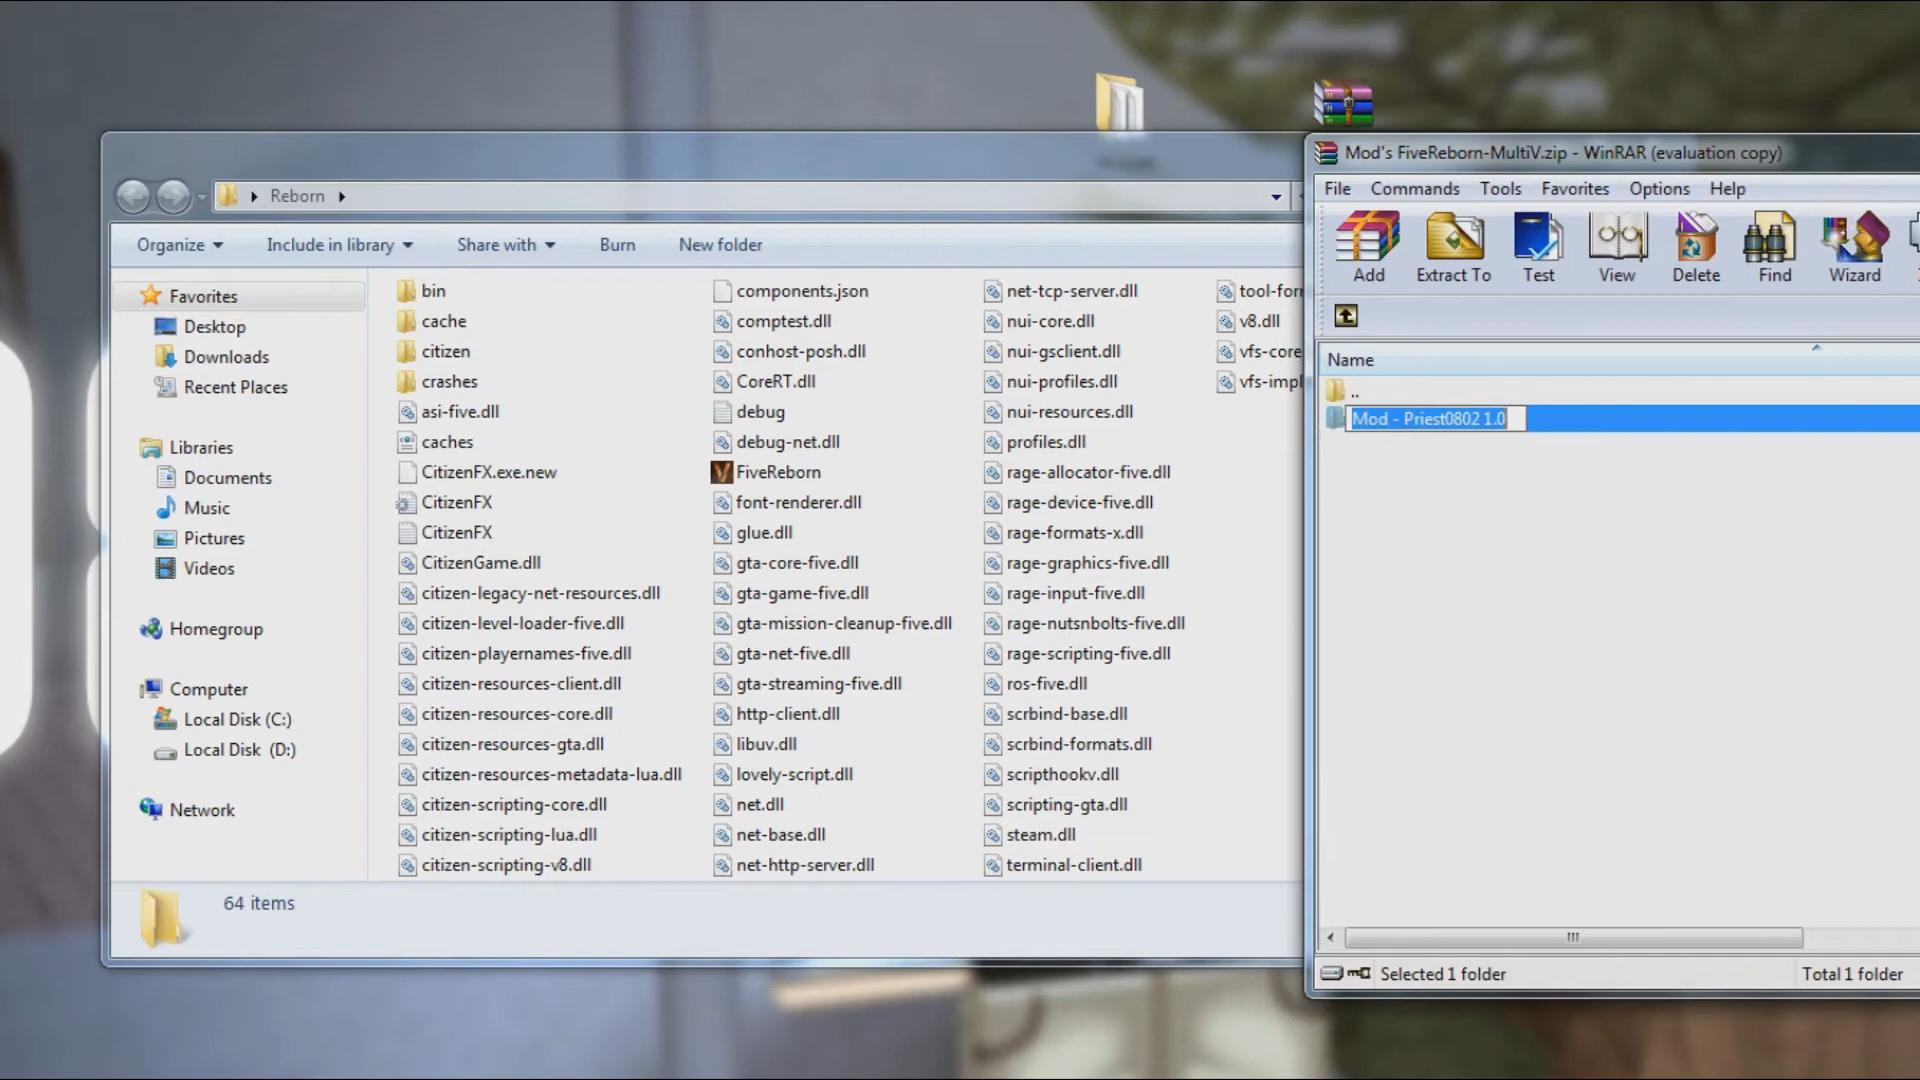 Reborn
Organize
Include in library
Share with
Burn
New folder
Favorites
Desktop
Downloads
Recent Places
Libraries
Documents
Music
Pictures
Videos
Homegroup
Computer
Local Disk (C:)
Local Disk (D:)
Network
bin
cache
citizen
crashes
asi-five.dll
caches
CitizenFX.exe.new
CitizenFX
CitizenFX
CitizenGame.dll
citizen-legacy-net-resources.dll
citizen-level-loader-five.dll
citizen-playernames-five.dll
citizen-resources-client.dll
citizen-resources-core.dll
citizen-resources-gta.dll
citizen-resources-metadata-lua.dll
citizen-scripting-core.dll
citizen-scripting-lua.dll
citizen-scripting-v8.dll
components.json
comptest.dll
conhost-posh.dll
CoreRT.dll
debug
debug-net.dll
FiveReborn
font-renderer.dll
glue.dll
gta-core-five.dll
gta-game-five.dll
gta-mission-cleanup-five.dll
gta-net-five.dll
gta-streaming-five.dll
http-client.dll
libuv.dll
lovely-script.dll
net.dll
net-base.dll
net-http-server.dll
net-tcp-server.dll
nui-core.dll
nui-gsclient.dll
nui-profiles.dll
nui-resources.dll
profiles.dll
rage-allocator-five.dll
rage-device-five.dll
rage-formats-x.dll
rage-graphics-five.dll
rage-input-five.dll
rage-nutsnbolts-five.dll
rage-scripting-five.dll
ros-five.dll
scrbind-base.dll
scrbind-formats.dll
scripthookv.dll
scripting-gta.dll
steam.dll
terminal-client.dll
tool-for
v8.dll
vfs-core
vfs-impl
64 items
Mod's FiveReborn-MultiV.zip - WinRAR (evaluation copy)
File Commands Tools Favorites Options Help
Add Extract To Test View Delete Find Wizard
Name
..
Mod - Priest0802 1.0
Selected 1 folder
Total 1 folder